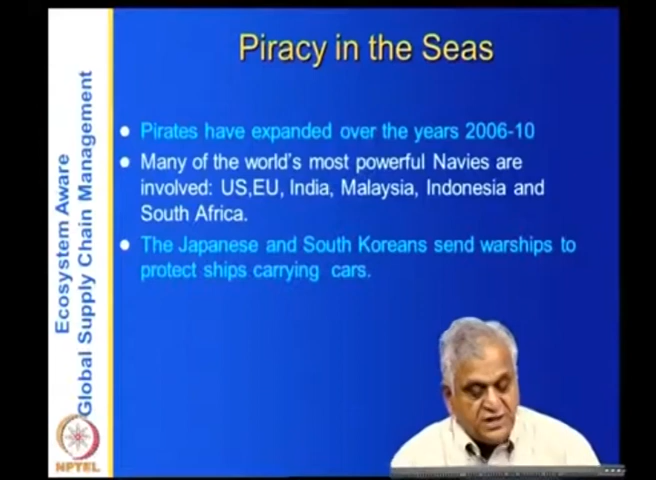 Piracy in the Seas
Pirates have expanded over the years 2006-10
Many of the world's most powerful Navies are
involved: US,EU, India, Malaysia, Indonesia and
South Africa.
The Japanese and South Koreans send warships to
protect ships carrying cars.
Ecosystem Aware
Global Supply Chain Management
NPTEL